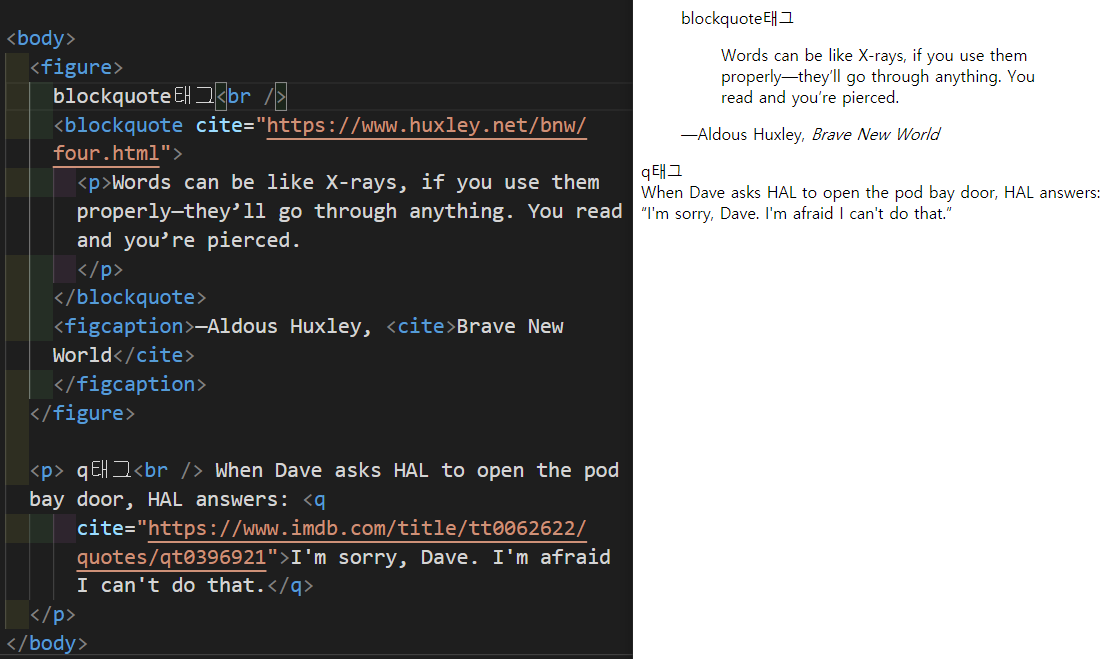 <body>
<figure>
blockquote태그<br />
<blockquote cite="https://www.huxley.net/bnw/
four.html">
<p>Words can be like X-rays, if you use them
properly—they’ll go through anything. You read
and you’re pierced.
</p>
</blockquote>
<figcaption>—Aldous Huxley, <cite>Brave New
World</cite>
</figcaption>
</figure>
<p> q태그<br /> When Dave asks HAL to open the pod
bay door, HAL answers: <q
cite="https://www.imdb.com/title/tt0062622/
quotes/qt0396921">I'm sorry, Dave. I'm afraid
I can't do that.</q>
</p>
</body>
blockquote태그
Words can be like X-rays, if you use them
properly—they’ll go through anything. You
read and you’re pierced.
—Aldous Huxley, Brave New World
q태그
When Dave asks HAL to open the pod bay door, HAL answers:
“I'm sorry, Dave. I'm afraid I can't do that.”